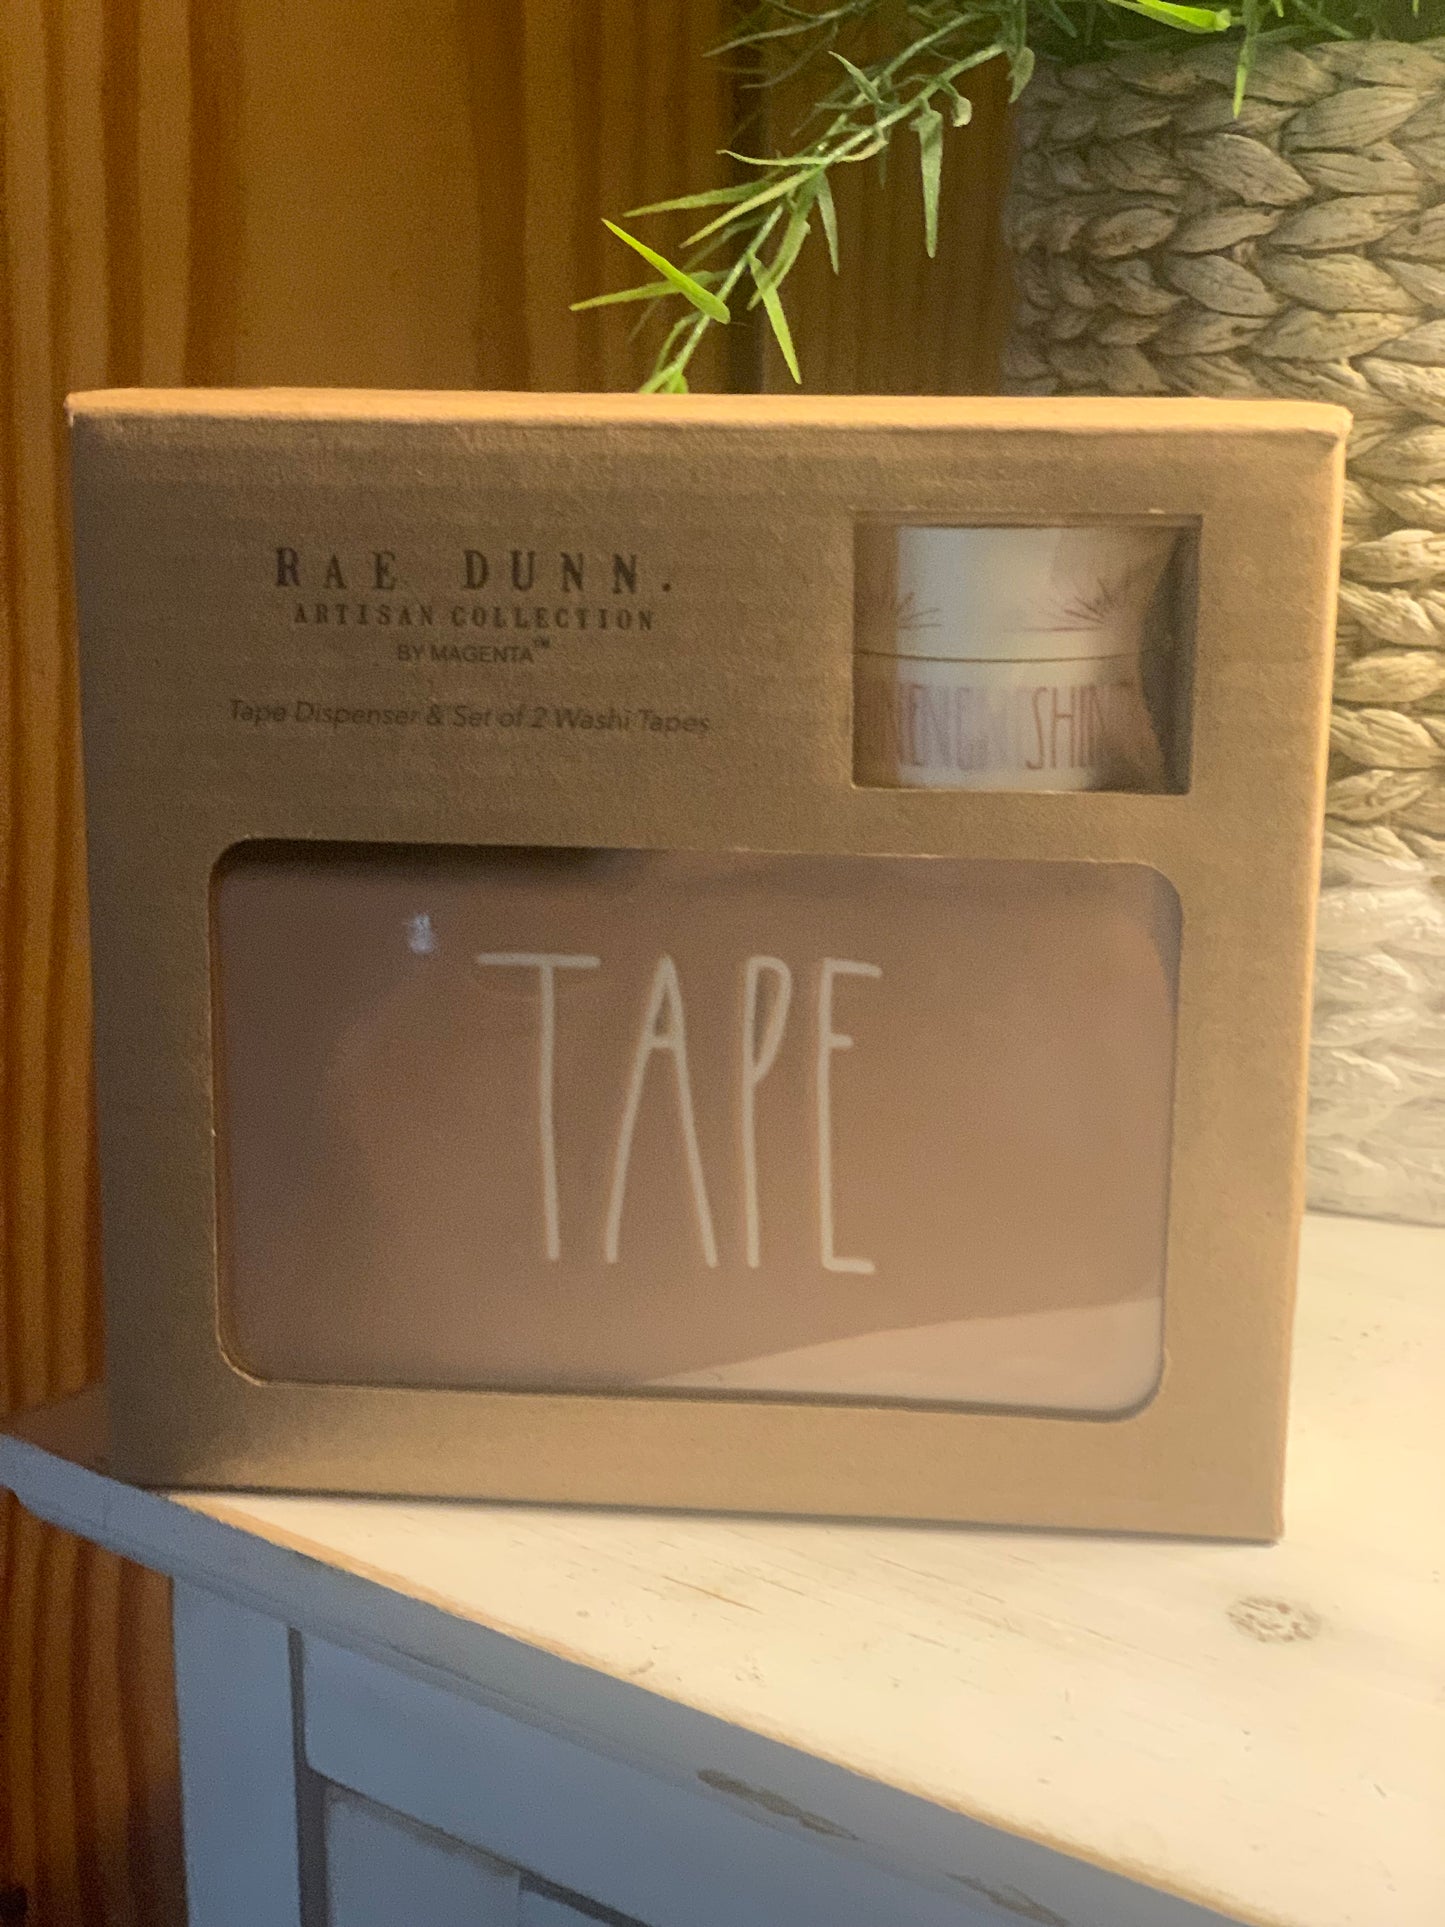 RAE DUNN.
ARTISAN COLLECTION
BY MAGENTA™
Tape Dispenser & Set of 2 Washi Tapes
TAPE